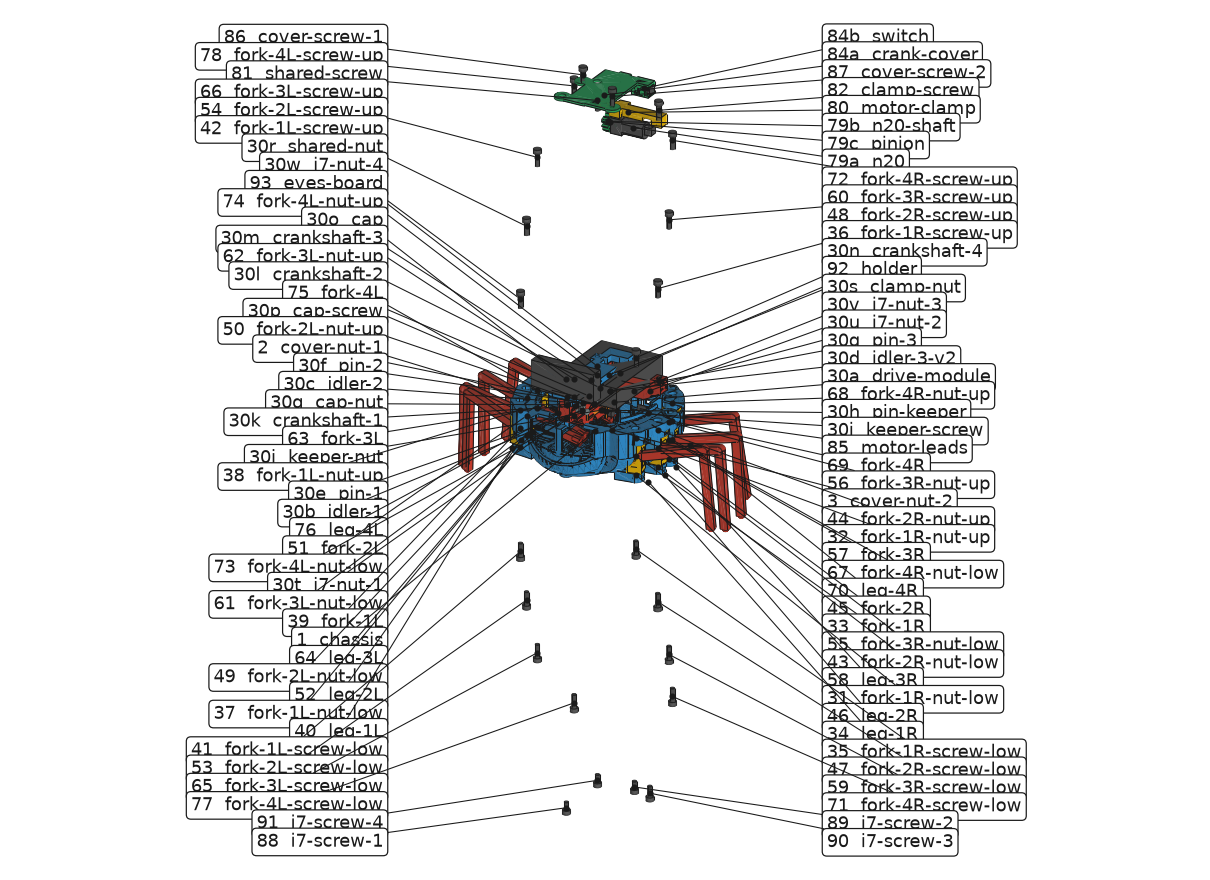 86 cover-screw-1
78 fork-4L-screw-up
81 shared-screw
66 fork-3L-screw-up
54 fork-2L-screw-up
42 fork-1L-screw-up
30r shared-nut
30w i7-nut-4
93 eyes-board
74 fork-4L-nut-up
30o cap
30m crankshaft-3
62 fork-3L-nut-up
30l crankshaft-2
75 fork-4L
30p cap-screw
50 fork-2L-nut-up
2 cover-nut-1
30f pin-2
30c idler-2
30q cap-nut
30k crankshaft-1
63 fork-3L
30j keeper-nut
38 fork-1L-nut-up
30e pin-1
30b idler-1
76 leg-4L
51 fork-2L
73 fork-4L-nut-low
30t i7-nut-1
61 fork-3L-nut-low
39 fork-1L
1 chassis
64 leg-3L
49 fork-2L-nut-low
52 leg-2L
37 fork-1L-nut-low
40 leg-1L
41 fork-1L-screw-low
53 fork-2L-screw-low
65 fork-3L-screw-low
77 fork-4L-screw-low
91 i7-screw-4
88 i7-screw-1
84b switch
84a crank-cover
87 cover-screw-2
82 clamp-screw
80 motor-clamp
79b n20-shaft
79c pinion
79a n20
72 fork-4R-screw-up
60 fork-3R-screw-up
48 fork-2R-screw-up
36 fork-1R-screw-up
30n crankshaft-4
92 holder
30s clamp-nut
30v i7-nut-3
30u i7-nut-2
30g pin-3
30d idler-3-v2
30a drive-module
68 fork-4R-nut-up
30h pin-keeper
30i keeper-screw
85 motor-leads
69 fork-4R
56 fork-3R-nut-up
3 cover-nut-2
44 fork-2R-nut-up
32 fork-1R-nut-up
57 fork-3R
67 fork-4R-nut-low
70 leg-4R
45 fork-2R
33 fork-1R
55 fork-3R-nut-low
43 fork-2R-nut-low
58 leg-3R
31 fork-1R-nut-low
46 leg-2R
34 leg-1R
35 fork-1R-screw-low
47 fork-2R-screw-low
59 fork-3R-screw-low
71 fork-4R-screw-low
89 i7-screw-2
90 i7-screw-3